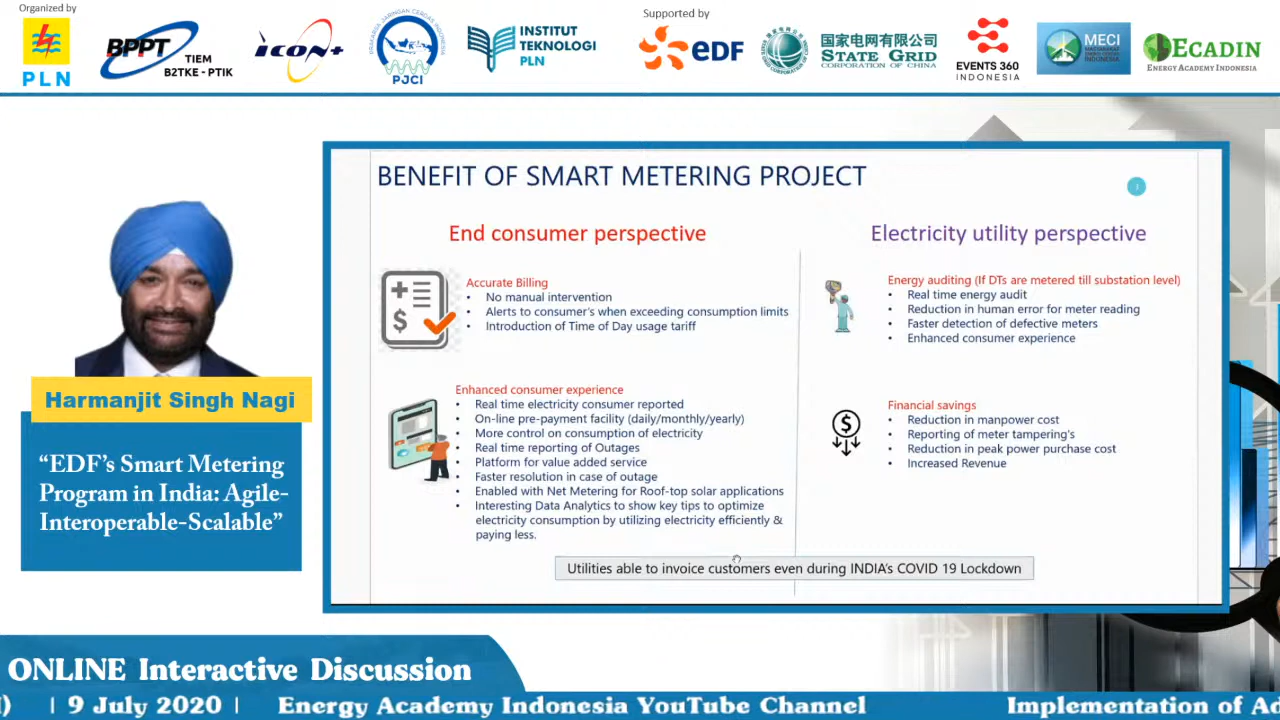 Organized by
PLN
BPPT
TIEM
B2TKE - PTIK
icon+
PRAKARSA JARINGAN CERDAS INDONESIA
PJCI
INSTITUT
TEKNOLOGI
PLN
Supported by
edf
国家电网有限公司
STATE GRID
CORPORATION OF CHINA
EVENTS 360
INDONESIA
MECI
ECADIN
ENERGY ACADEMY INDONESIA
BENEFIT OF SMART METERING PROJECT
End consumer perspective
Accurate Billing
• No manual intervention
• Alerts to consumer's when exceeding consumption limits
• Introduction of Time of Day usage tariff
Enhanced consumer experience
• Real time electricity consumer reported
• On-line pre-payment facility (daily/monthly/yearly)
• More control on consumption of electricity
• Real time reporting of Outages
• Platform for value added service
• Faster resolution in case of outage
• Enabled with Net Metering for Roof-top solar applications
• Interesting Data Analytics to show key tips to optimize
electricity consumption by utilizing electricity efficiently &
paying less.
Electricity utility perspective
Energy auditing (If DTs are metered till substation level)
• Real time energy audit
• Reduction in human error for meter reading
• Faster detection of defective meters
• Enhanced consumer experience
Financial savings
• Reduction in manpower cost
• Reporting of meter tampering's
• Reduction in peak power purchase cost
• Increased Revenue
Utilities able to invoice customers even during INDIA's COVID 19 Lockdown
Harmanjit Singh Nagi
“EDF’s Smart Metering
Program in India: Agile-
Interoperable-Scalable”
ONLINE Interactive Discussion
) | 9 July 2020 | Energy Academy Indonesia YouTube Channel Implementation of Ad